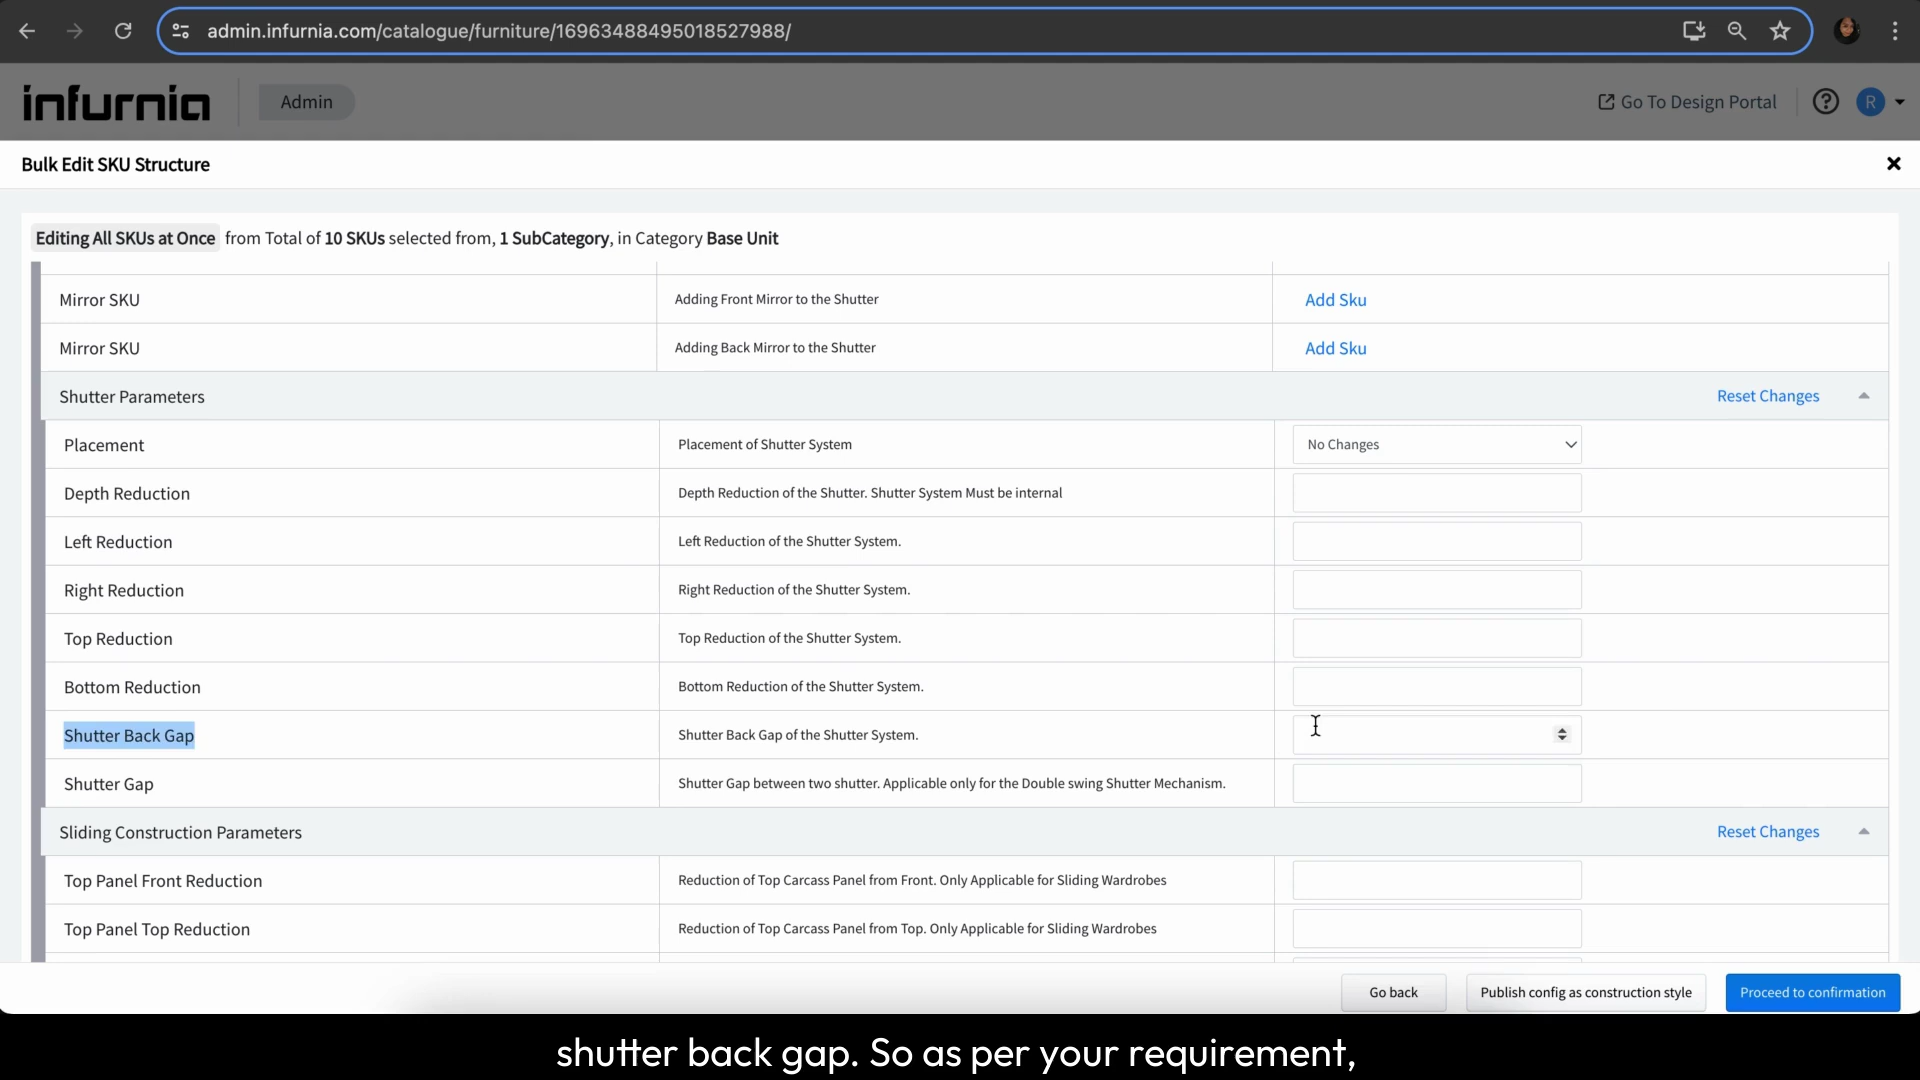 admin.infurnia.com/catalogue/furniture/16963488495018527988/
infurnia
Admin
Go To Design Portal
R
Bulk Edit SKU Structure
Editing All SKUs at Once from Total of 10 SKUs selected from, 1 SubCategory, in Category Base Unit
Mirror SKU Adding Front Mirror to the Shutter Add Sku
Mirror SKU Adding Back Mirror to the Shutter Add Sku
Shutter Parameters Reset Changes
Placement Placement of Shutter System No Changes
Depth Reduction Depth Reduction of the Shutter. Shutter System Must be internal
Left Reduction Left Reduction of the Shutter System.
Right Reduction Right Reduction of the Shutter System.
Top Reduction Top Reduction of the Shutter System.
Bottom Reduction Bottom Reduction of the Shutter System.
Shutter Back Gap Shutter Back Gap of the Shutter System.
Shutter Gap Shutter Gap between two shutter. Applicable only for the Double swing Shutter Mechanism.
Sliding Construction Parameters Reset Changes
Top Panel Front Reduction Reduction of Top Carcass Panel from Front. Only Applicable for Sliding Wardrobes
Top Panel Top Reduction Reduction of Top Carcass Panel from Top. Only Applicable for Sliding Wardrobes
Go back Publish config as construction style Proceed to confirmation
shutter back gap. So as per your requirement,